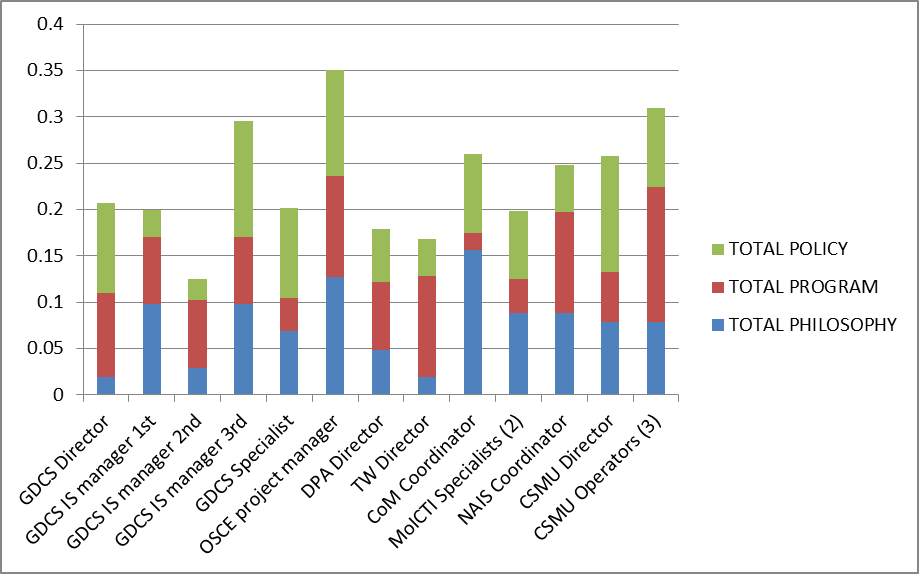 0.4
0.35
0.3
0.25
0.2
0.15
0.1
0.05
0
GDCS Director
GDCS IS manager 1st
GDCS IS manager 2nd
GDCS IS manager 3rd
GDCS Specialist
OSCE project manager
DPA Director
TW Director
CoM Coordinator
MoICTI Specialists (2)
NAIS Coordinator
CSMU Director
CSMU Operators (3)
TOTAL POLICY
TOTAL PROGRAM
TOTAL PHILOSOPHY